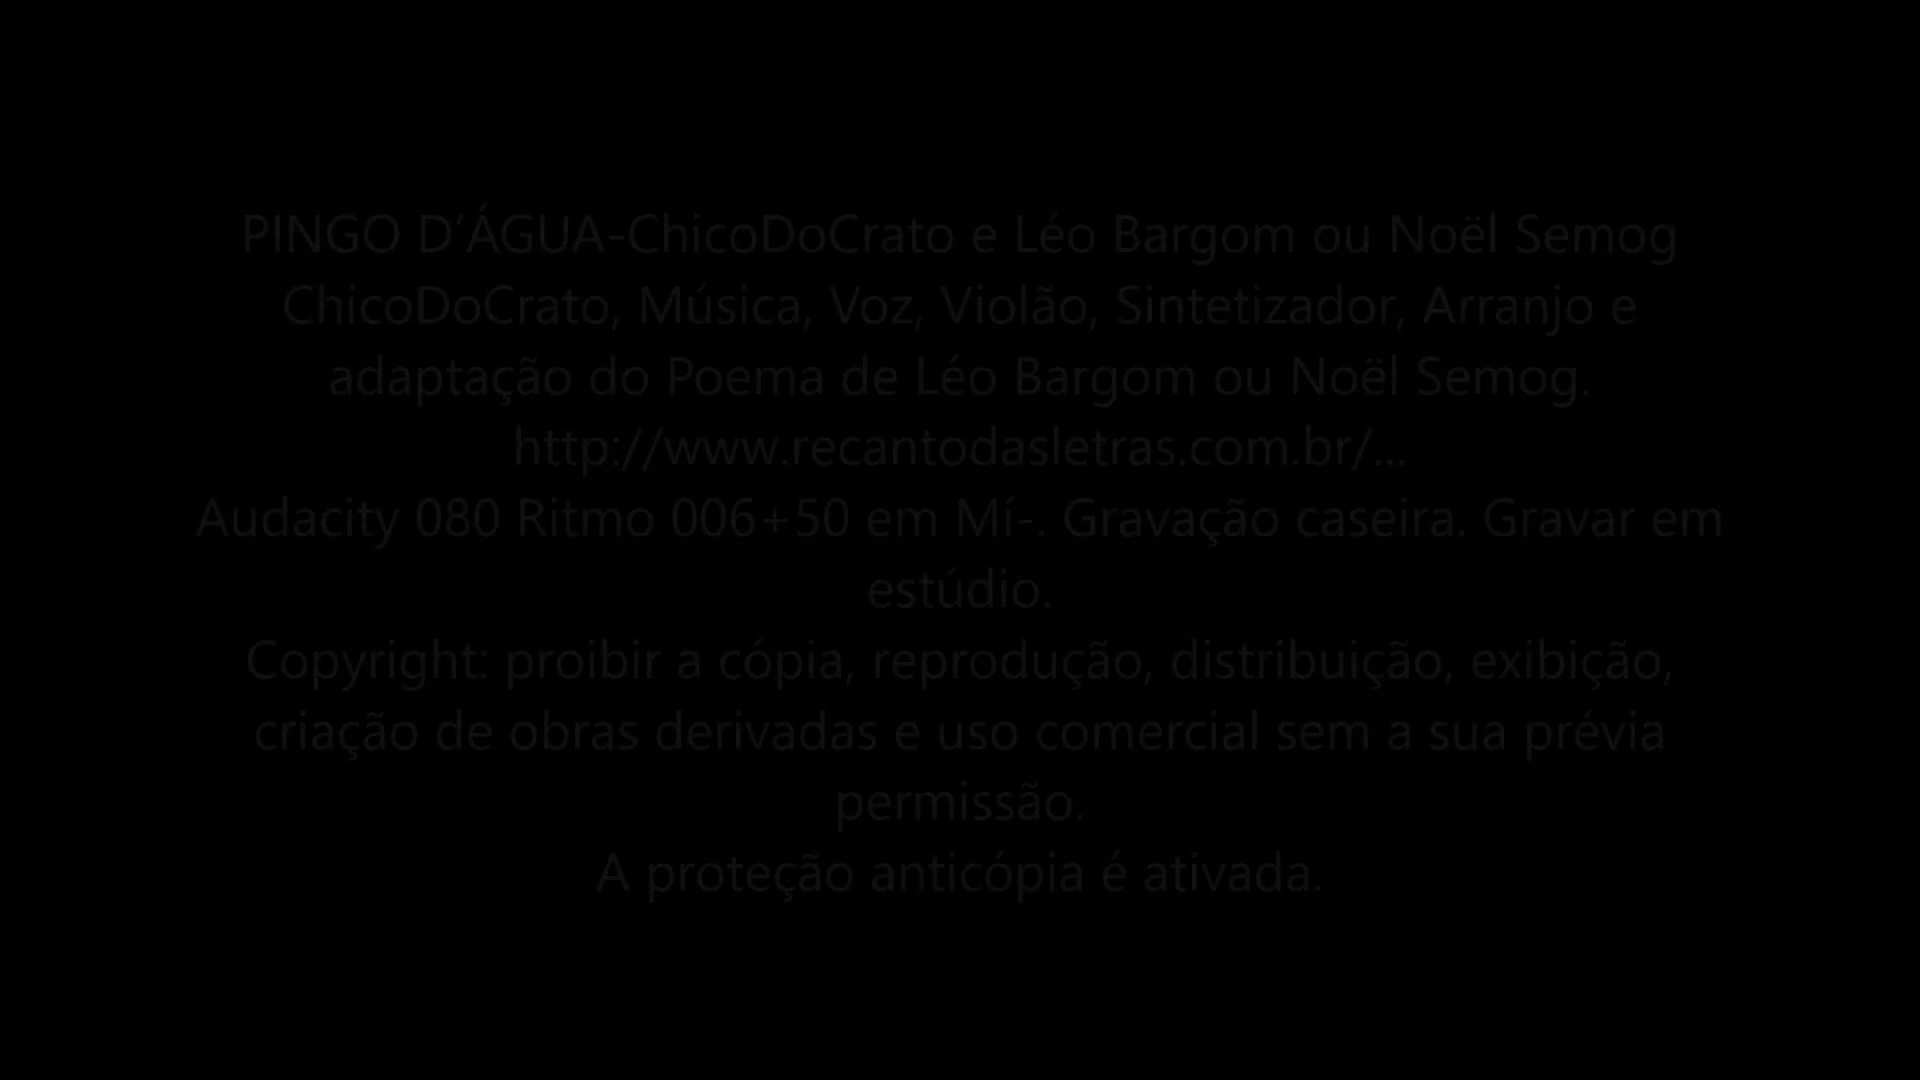 PINGO D’ÁGUA-ChicoDoCrato e Léo Bargom ou Noël Semog
ChicoDoCrato, Música, Voz, Violão, Sintetizador, Arranjo e
adaptação do Poema de Léo Bargom ou Noël Semog.
http://www.recantodasletras.com.br/...
Audacity 080 Ritmo 006+50 em Mí-. Gravação caseira. Gravar em
estúdio.
Copyright: proibir a cópia, reprodução, distribuição, exibição,
criação de obras derivadas e uso comercial sem a sua prévia
permissão.
A proteção anticópia é ativada.